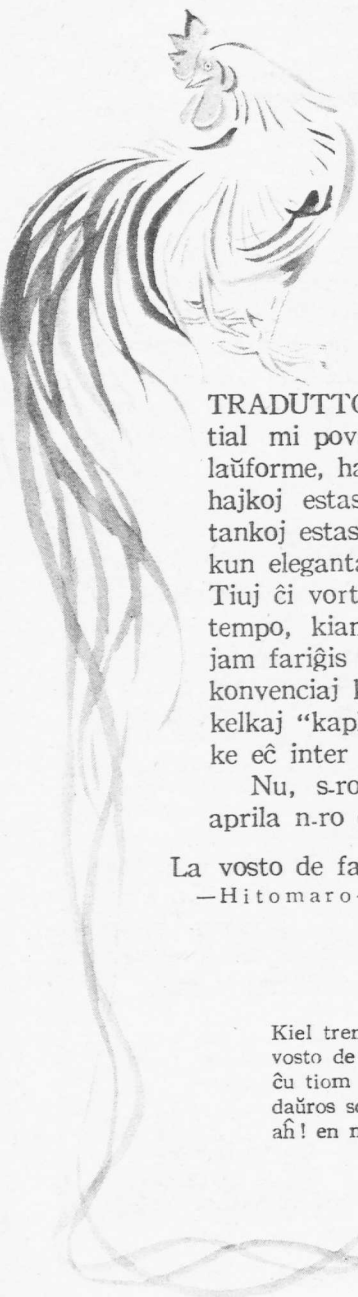 TRADUTTO
tial mi pov
laŭforme, ha
hajkoj estas
tankoj estas
kun eleganta
Tiuj ĉi vort
tempo, kiam
jam fariĝis
konvenciaj
kelkaj “kap
ke eĉ inter
Nu, s-ro
aprila n-ro
La vosto de fa
—Hitomaro
Kiel tren
vosto de
ĉu tiom
daŭros so
aĥ! en n